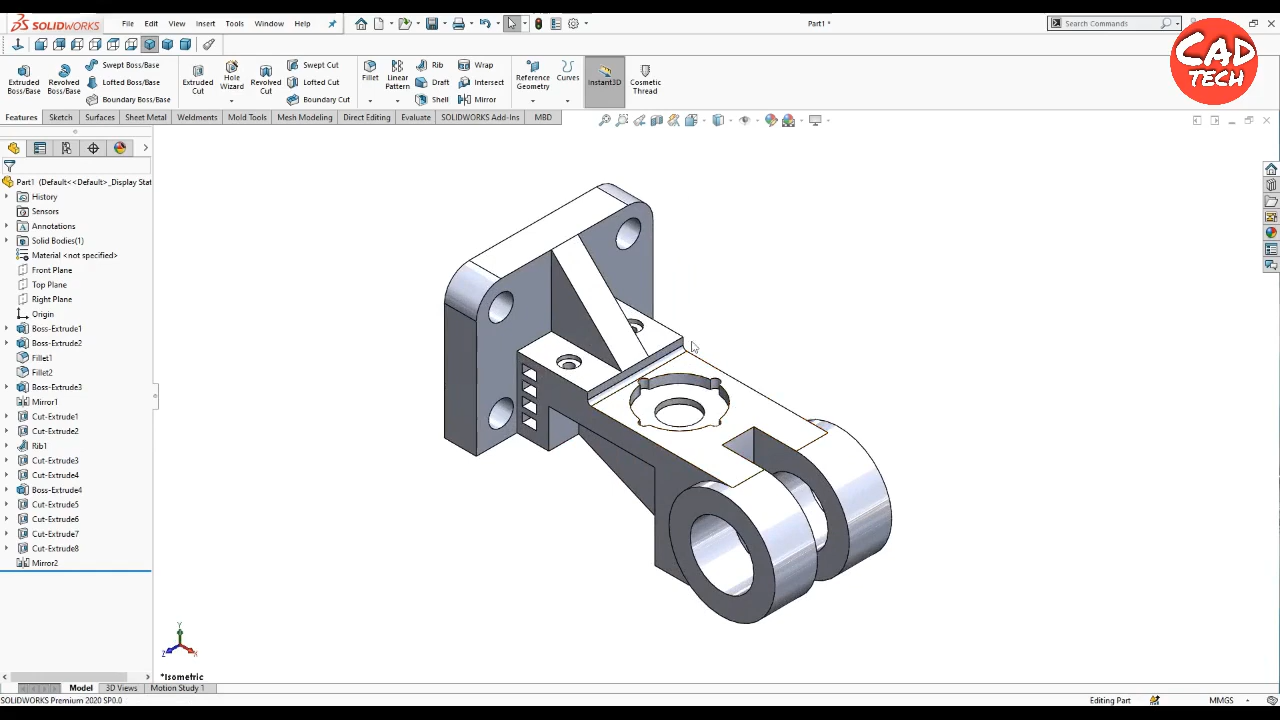 SOLIDWORKS File Edit View Insert Tools Window Help Part1 * Search Commands
CAD
TECH
Extruded Boss/Base
Revolved Boss/Base
Swept Boss/Base
Lofted Boss/Base
Boundary Boss/Base
Extruded Cut
Hole Wizard
Revolved Cut
Swept Cut
Lofted Cut
Boundary Cut
Fillet
Linear Pattern
Rib
Draft
Shell
Wrap
Intersect
Mirror
Reference Geometry
Curves
Instant3D
Cosmetic Thread
Features Sketch Surfaces Sheet Metal Weldments Mold Tools Mesh Modeling Direct Editing Evaluate SOLIDWORKS Add-Ins MBD
Part1 (Default<<Default>_Display Stat
History
Sensors
Annotations
Solid Bodies(1)
Material <not specified>
Front Plane
Top Plane
Right Plane
Origin
Boss-Extrude1
Boss-Extrude2
Fillet1
Fillet2
Boss-Extrude3
Mirror1
Cut-Extrude1
Cut-Extrude2
Rib1
Cut-Extrude3
Cut-Extrude4
Boss-Extrude4
Cut-Extrude5
Cut-Extrude6
Cut-Extrude7
Cut-Extrude8
Mirror2
Y
Z X
*Isometric
Model 3D Views Motion Study 1
SOLIDWORKS Premium 2020 SP0.0 Editing Part MMGS